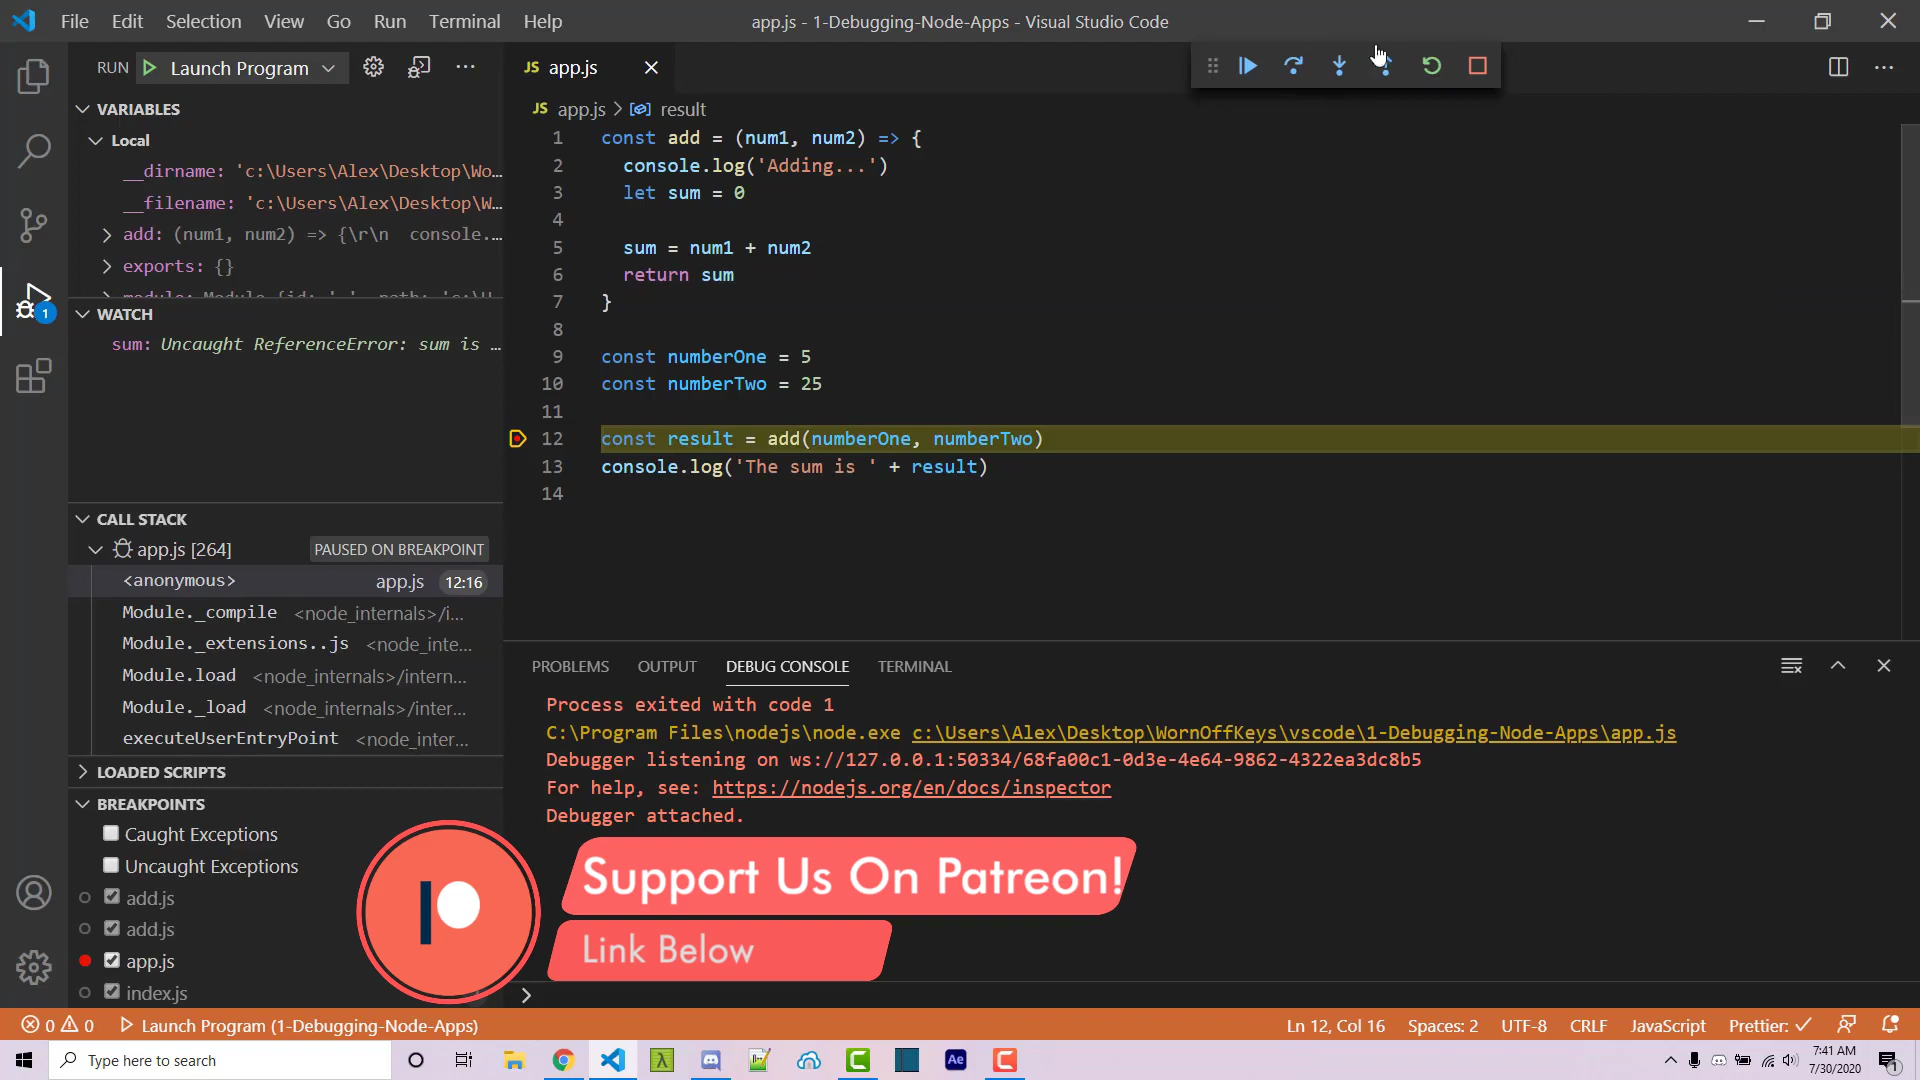 File Edit Selection View Go Run Terminal Help
app.js - 1-Debugging-Node-Apps - Visual Studio Code
RUN Launch Program
VARIABLES
Local
__dirname: 'c:\Users\Alex\Desktop\Wo...
__filename: 'c:\Users\Alex\Desktop\W...
add: (num1, num2) => {\r\n console....
exports: {}
WATCH
sum: Uncaught ReferenceError: sum is ...
CALL STACK
app.js [264] PAUSED ON BREAKPOINT
<anonymous> app.js 12:16
Module._compile <node_internals>/i...
Module._extensions..js <node_inte...
Module.load <node_internals>/intern...
Module._load <node_internals>/inter...
executeUserEntryPoint <node_inter...
LOADED SCRIPTS
BREAKPOINTS
Caught Exceptions
Uncaught Exceptions
add.js
add.js
app.js
index.js
JS app.js
JS app.js > result
1 const add = (num1, num2) => {
2 console.log('Adding...')
3 let sum = 0
4
5 sum = num1 + num2
6 return sum
7 }
8
9 const numberOne = 5
10 const numberTwo = 25
11
12 const result = add(numberOne, numberTwo)
13 console.log('The sum is ' + result)
14
PROBLEMS OUTPUT DEBUG CONSOLE TERMINAL
Process exited with code 1
C:\Program Files\nodejs\node.exe c:\Users\Alex\Desktop\WornOffKeys\vscode\1-Debugging-Node-Apps\app.js
Debugger listening on ws://127.0.0.1:50334/68fa00c1-0d3e-4e64-9862-4322ea3dc8b5
For help, see: https://nodejs.org/en/docs/inspector
Debugger attached.
Support Us On Patreon!
Link Below
0 0 Launch Program (1-Debugging-Node-Apps)
Ln 12, Col 16 Spaces: 2 UTF-8 CRLF JavaScript Prettier: ✓
Type here to search
Ae
7:41 AM
7/30/2020
1